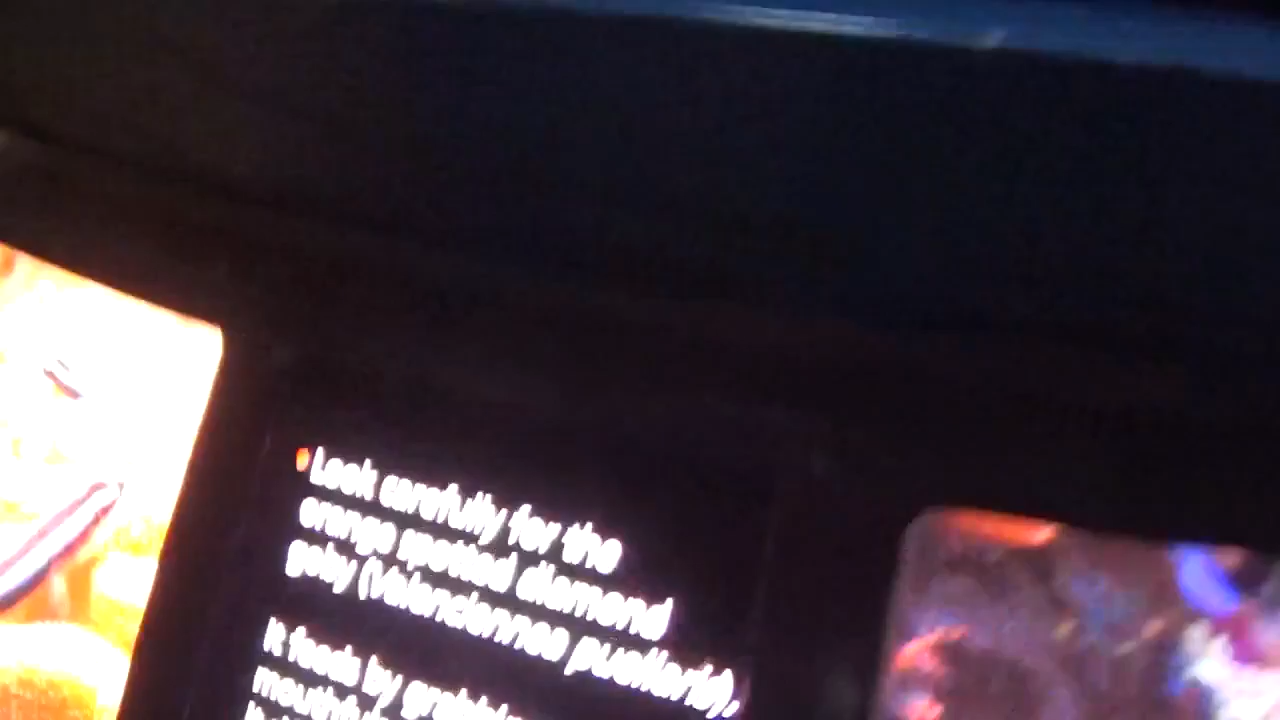 Look carefully for the
orange spotted diamond
goby (Valenciennea puellaris),
It feeds by